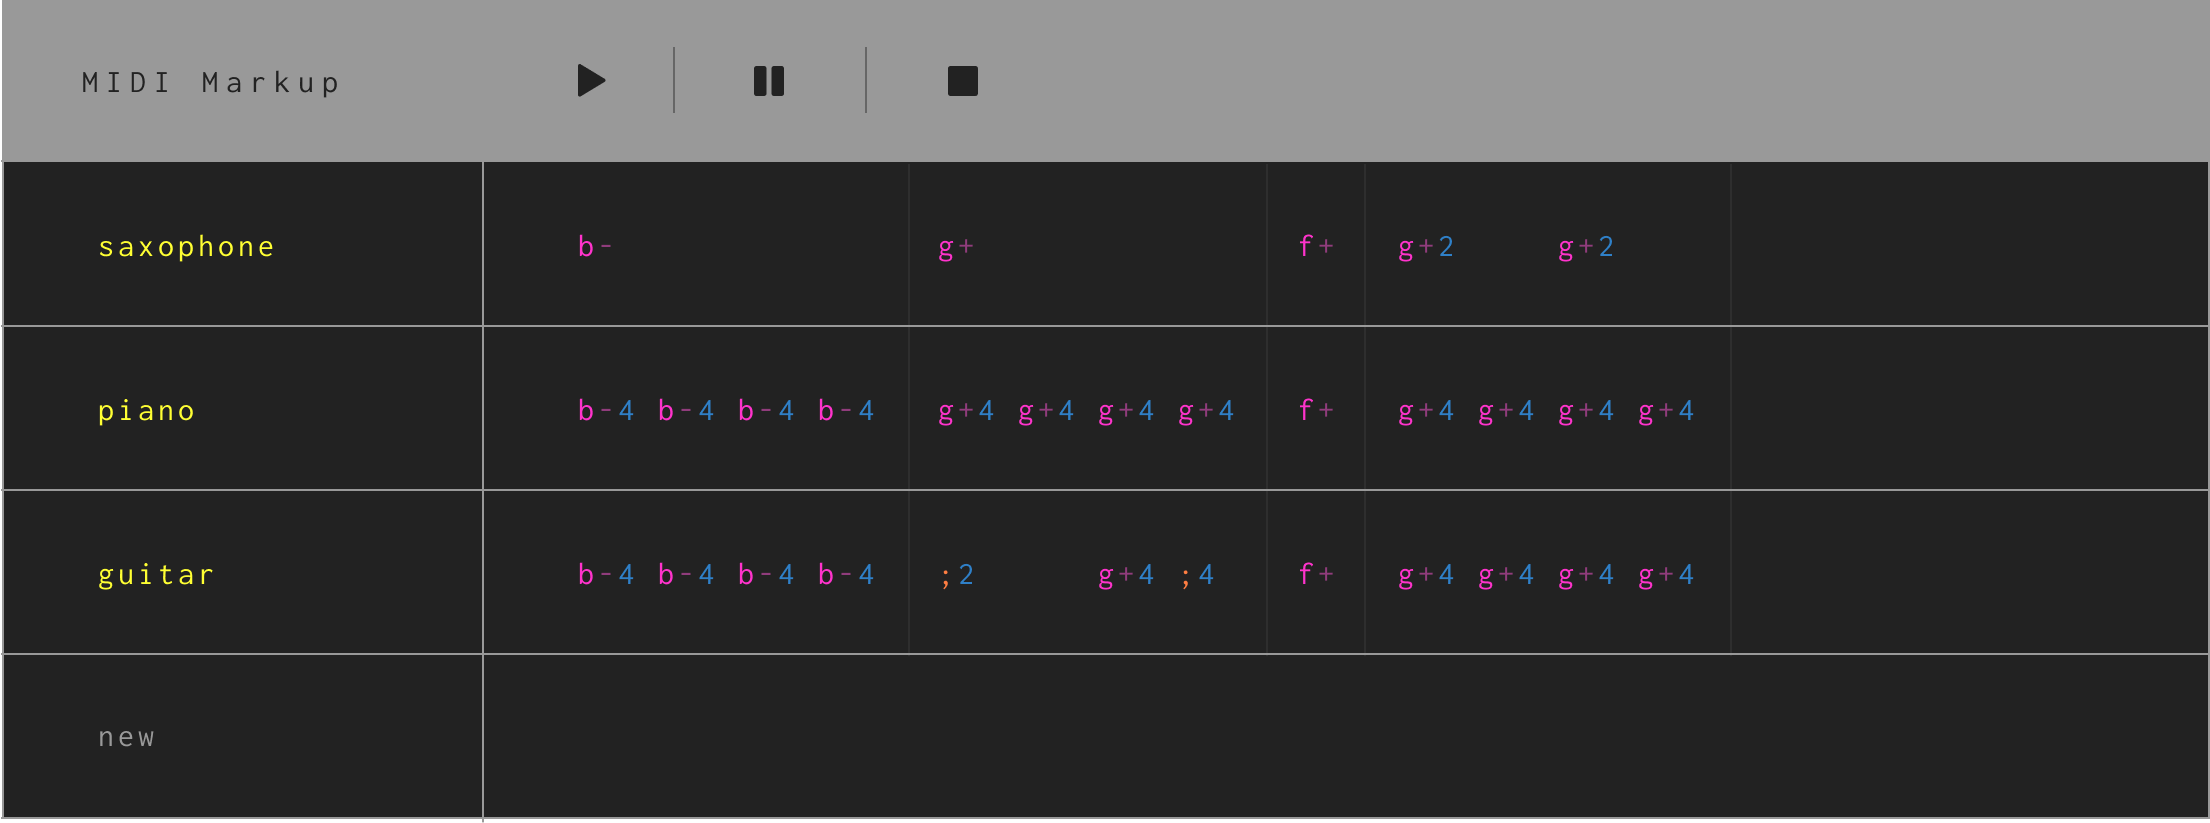 MIDI Markup
saxophone b- g+ f+ g+2 g+2
piano b-4 b-4 b-4 b-4 g+4 g+4 g+4 g+4 f+ g+4 g+4 g+4 g+4
guitar b-4 b-4 b-4 b-4 ;2 g+4 ;4 f+ g+4 g+4 g+4 g+4
new